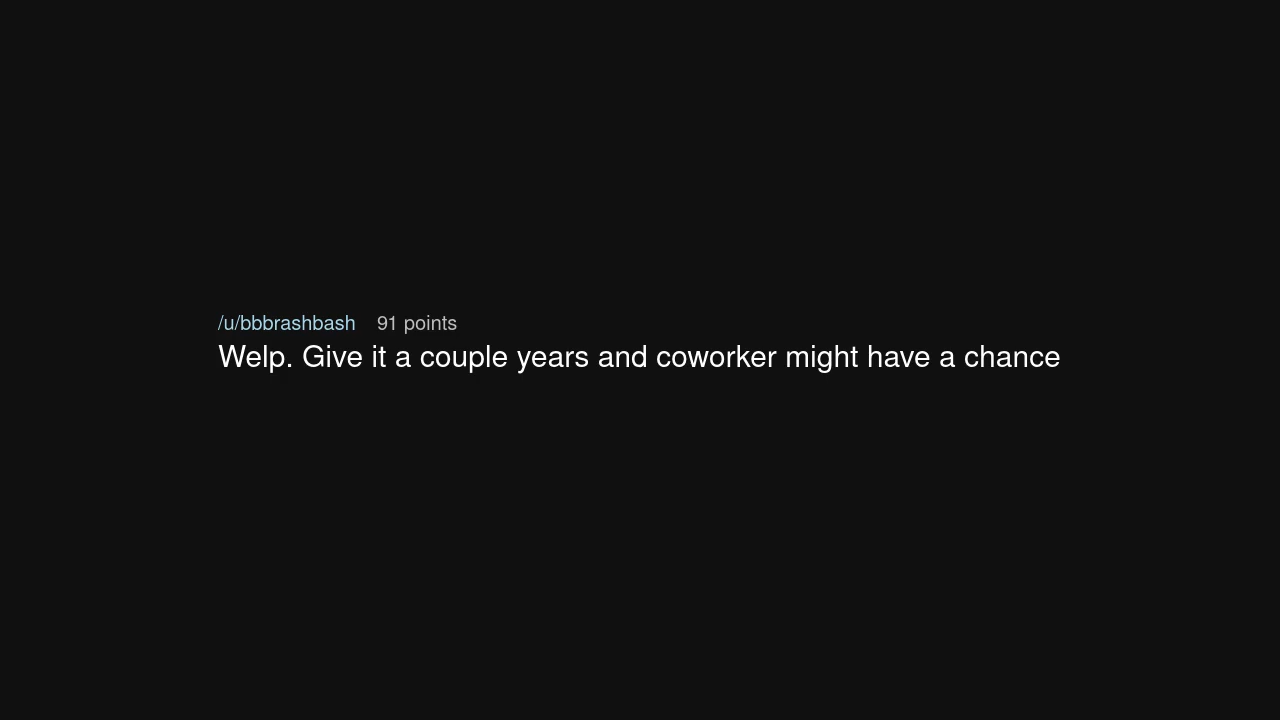 /u/bbbrashbash 91 points
Welp. Give it a couple years and coworker might have a chance